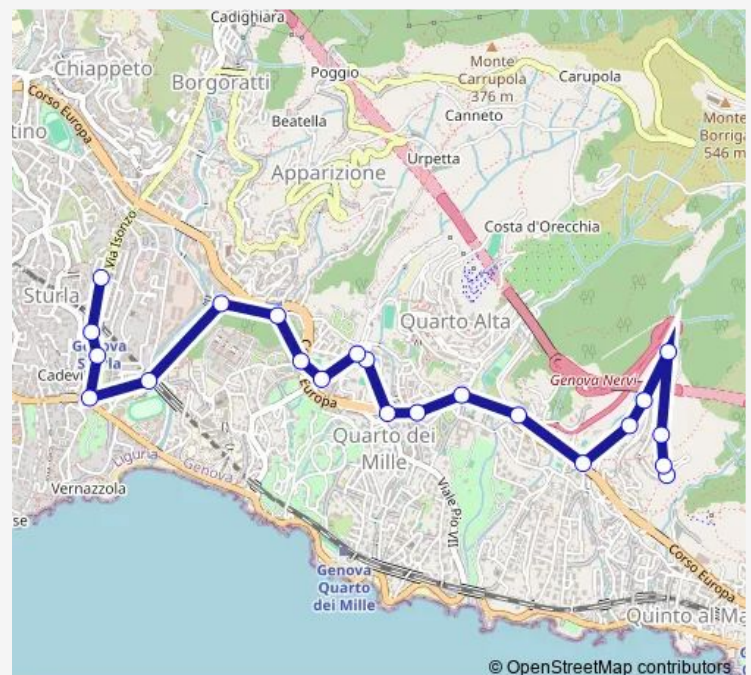 Cadighiara
Chiappeto
Borgoratti
Poggio
Monte
Carrupola
376 m
Carupola
Corso Europa
tino
Beatella
Canneto
Monte
Borriga
546 m
Urpetta
Apparizione
Via Isonzo
Costa d'Orecchia
Sturla
Quarto Alta
Genova
Cadevi
Genova Nervi
Europa
Quarto dei
Mille
Liguria
Genova
Vernazzola
Viale Pio VII
se
Corso Europa
Genova
Quarto
dei Mille
Quinto al Ma
© OpenStreetMap contributors